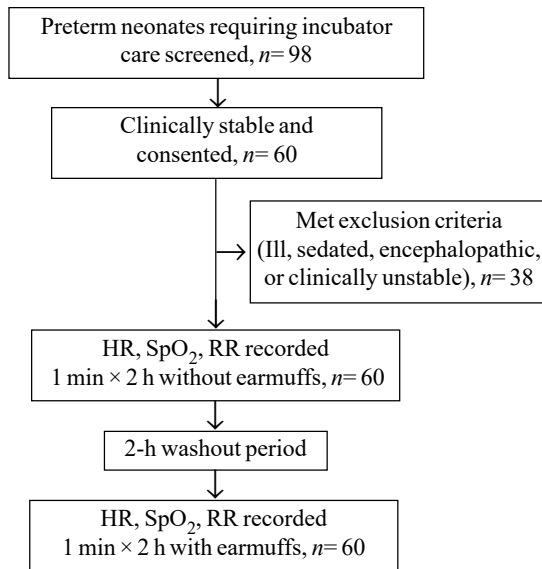 Preterm neonates requiring incubator
care screened, n= 98
Clinically stable and
consented, n= 60
Met exclusion criteria
(Ill, sedated, encephalopathic,
or clinically unstable), n= 38
HR, SpO₂, RR recorded
1 min × 2 h without earmuffs, n= 60
2-h washout period
HR, SpO₂, RR recorded
1 min × 2 h with earmuffs, n= 60